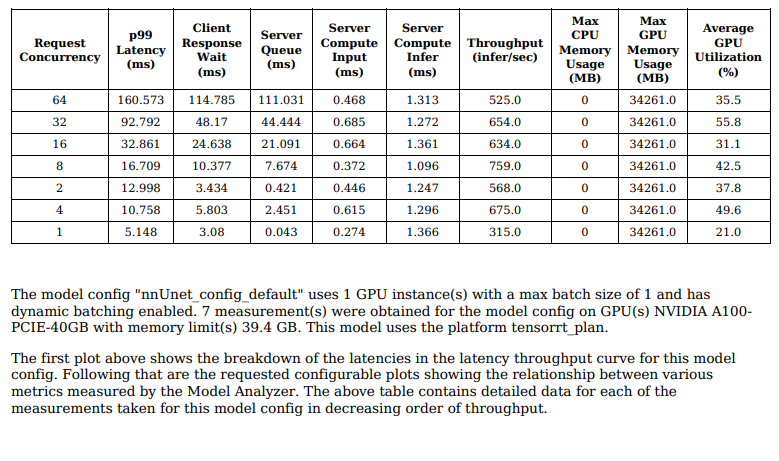 Request Concurrency | p99 Latency (ms) | Client Response Wait (ms) | Server Queue (ms) | Server Compute Input (ms) | Server Compute Infer (ms) | Throughput (infer/sec) | Max CPU Memory Usage (MB) | Max GPU Memory Usage (MB) | Average GPU Utilization (%)
64 | 160.573 | 114.785 | 111.031 | 0.468 | 1.313 | 525.0 | 0 | 34261.0 | 35.5
32 | 92.792 | 48.17 | 44.444 | 0.685 | 1.272 | 654.0 | 0 | 34261.0 | 55.8
16 | 32.861 | 24.638 | 21.091 | 0.664 | 1.361 | 634.0 | 0 | 34261.0 | 31.1
8 | 16.709 | 10.377 | 7.674 | 0.372 | 1.096 | 759.0 | 0 | 34261.0 | 42.5
2 | 12.998 | 3.434 | 0.421 | 0.446 | 1.247 | 568.0 | 0 | 34261.0 | 37.8
4 | 10.758 | 5.803 | 2.451 | 0.615 | 1.296 | 675.0 | 0 | 34261.0 | 49.6
1 | 5.148 | 3.08 | 0.043 | 0.274 | 1.366 | 315.0 | 0 | 34261.0 | 21.0
The model config "nnUnet_config_default" uses 1 GPU instance(s) with a max batch size of 1 and has
dynamic batching enabled. 7 measurement(s) were obtained for the model config on GPU(s) NVIDIA A100-
PCIE-40GB with memory limit(s) 39.4 GB. This model uses the platform tensorrt_plan.
The first plot above shows the breakdown of the latencies in the latency throughput curve for this model
config. Following that are the requested configurable plots showing the relationship between various
metrics measured by the Model Analyzer. The above table contains detailed data for each of the
measurements taken for this model config in decreasing order of throughput.